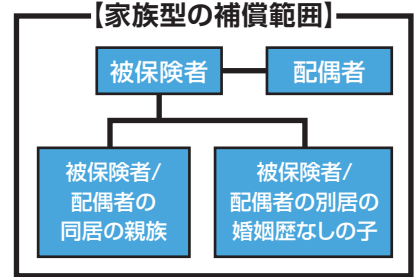 【家族型の補償範囲】
被保険者
配偶者
被保険者/
配偶者の
同居の親族
被保険者/
配偶者の別居の
婚姻歴なしの子